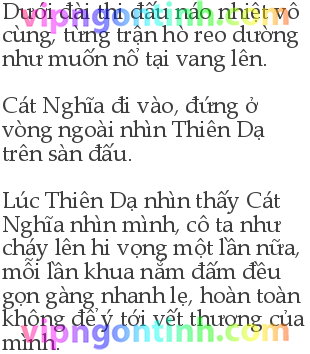 Dưới đài thi đấu náo nhiệt vô
cùng, từng trận hò reo dường
như muốn nổ tại vang lên.
Cát Nghĩa đi vào, đứng ở
vòng ngoài nhìn Thiên Dạ
trên sàn đấu.
Lúc Thiên Dạ nhìn thấy Cát
Nghĩa nhìn mình, cô ta như
cháy lên hi vọng một lần nữa,
mỗi lần khua nắm đấm đều
gọn gàng nhanh lẹ, hoàn toàn
không để ý tới vết thương của
mình.
vipngontinh.com
vipngontinh.com